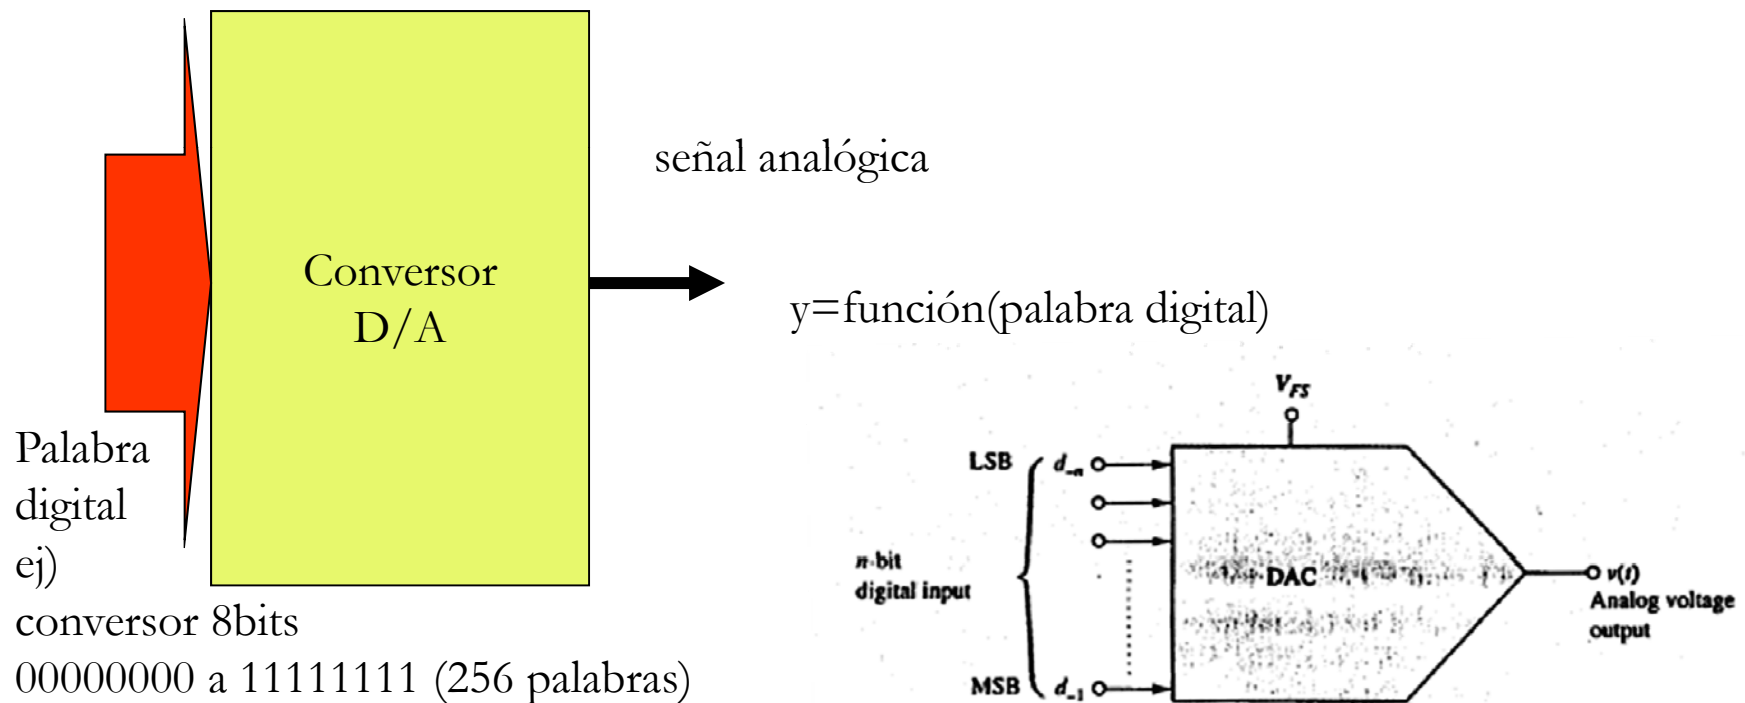 señal analógica
Conversor
D/A
y=función(palabra digital)
Palabra
digital
ej)
conversor 8bits
00000000 a 11111111 (256 palabras)
V_FS
LSB d_-n
n-bit
digital input
DAC
v(t)
Analog voltage
output
MSB d_-1